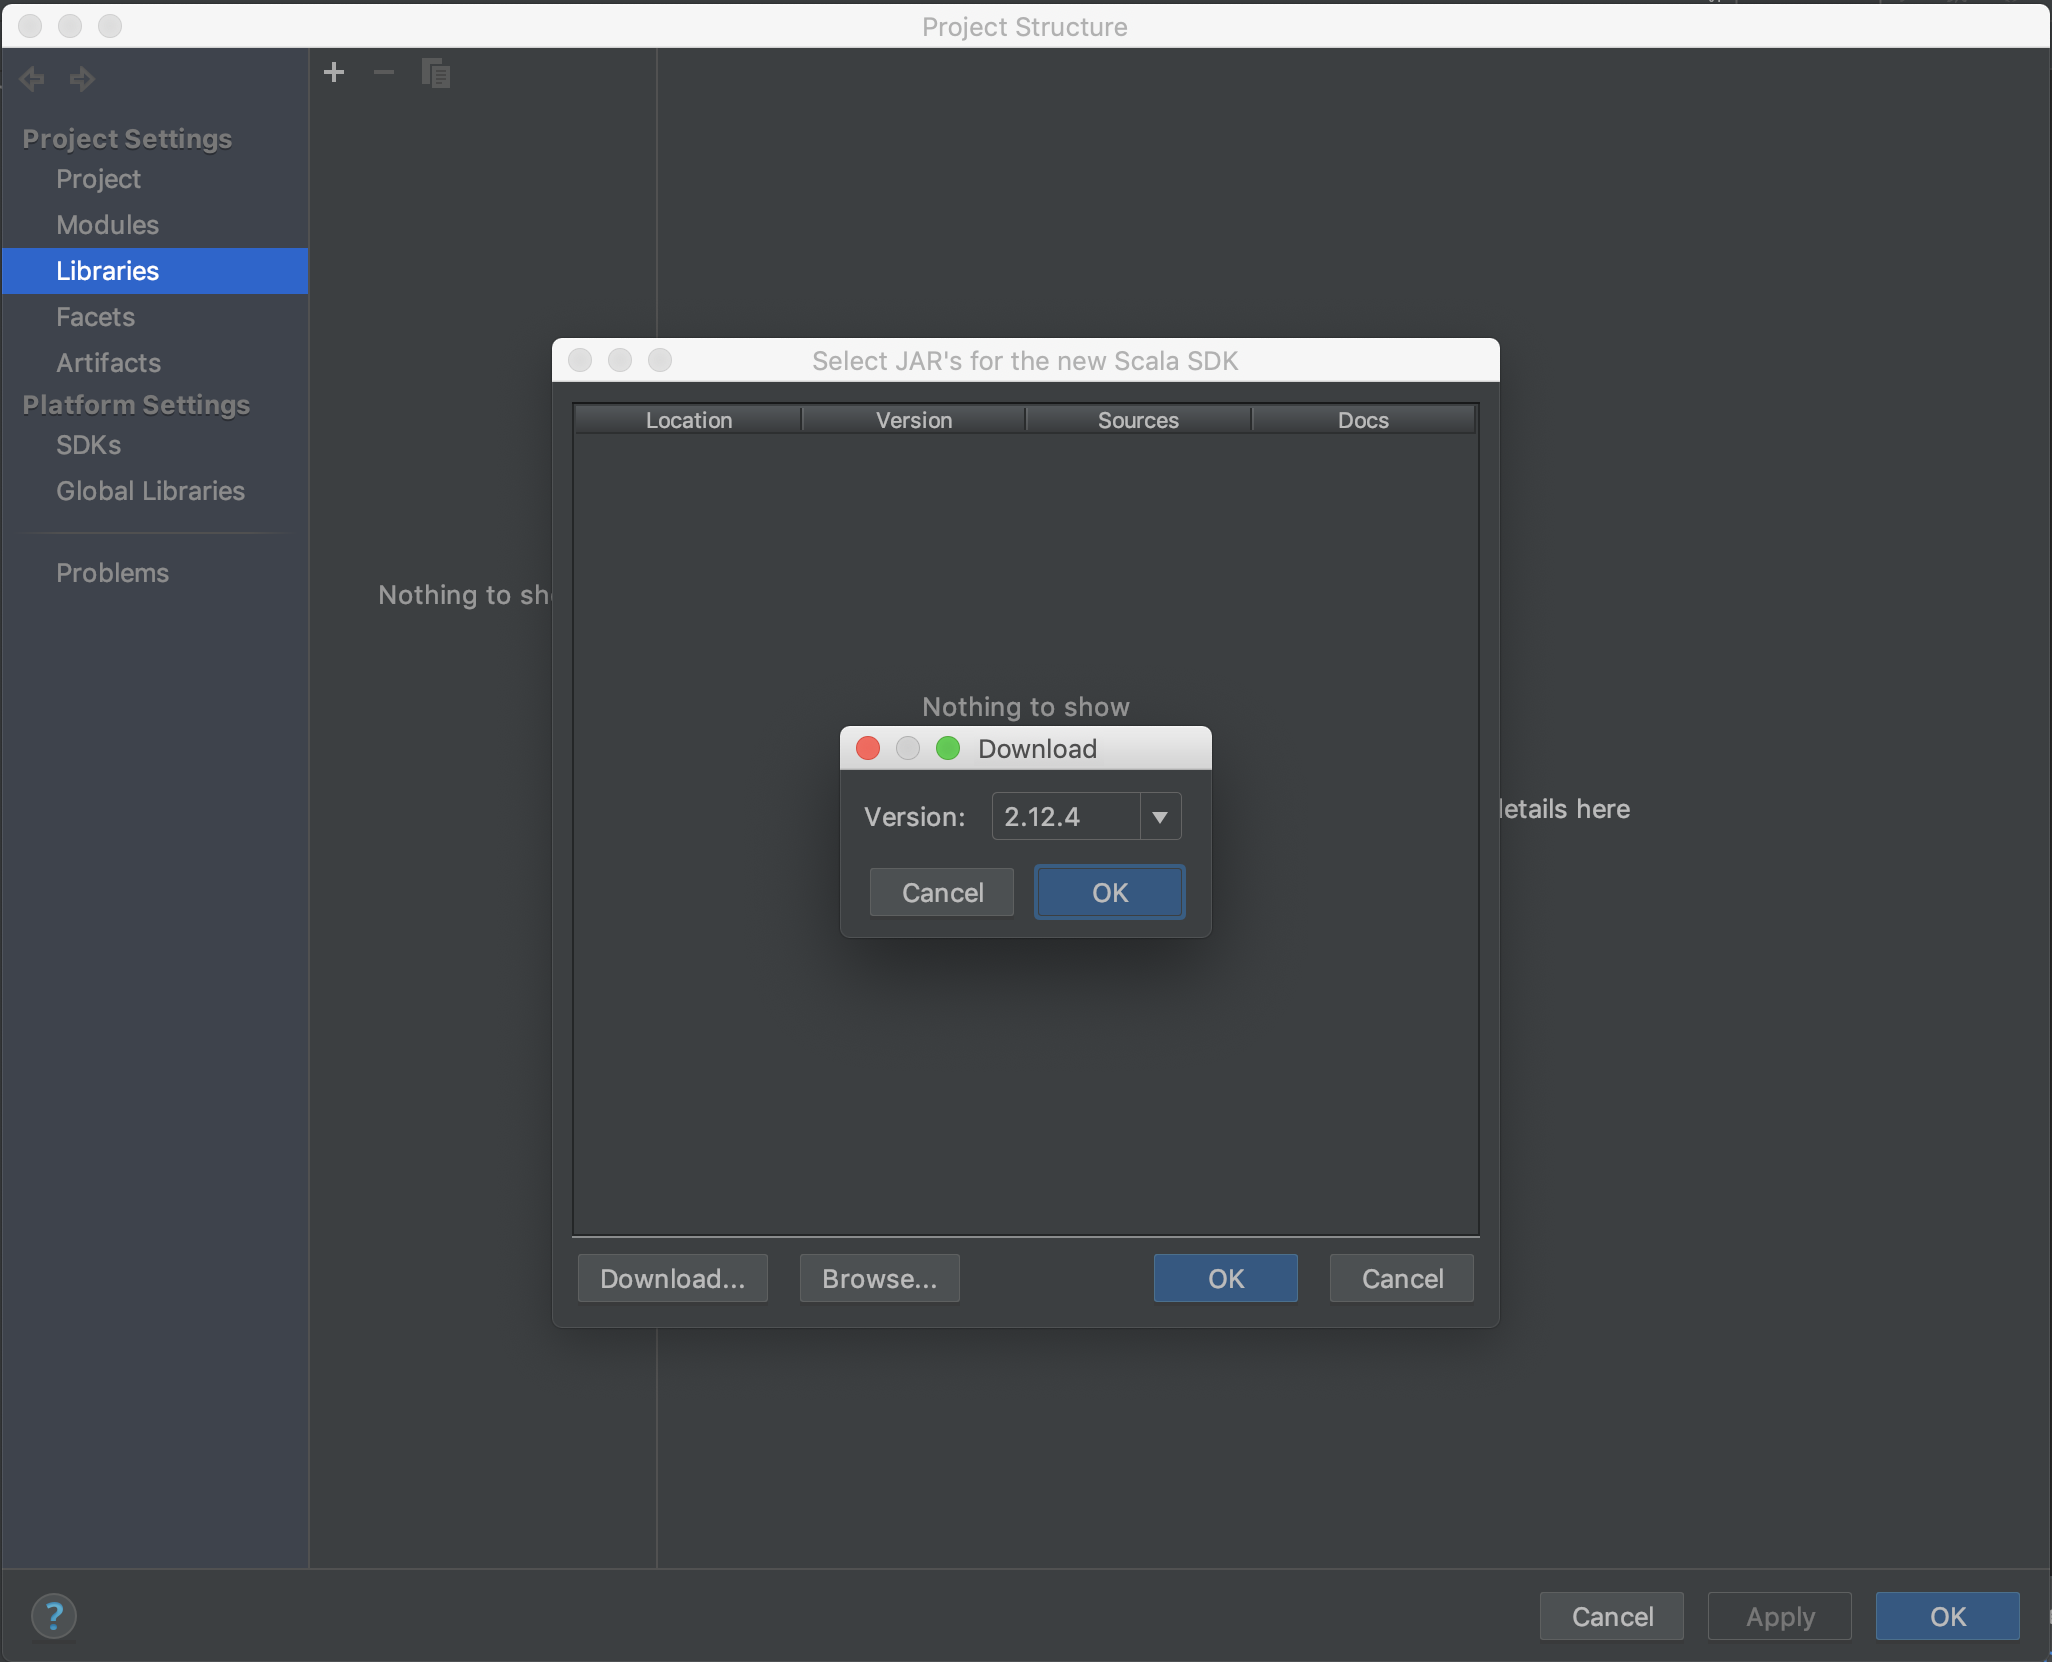 Project Structure
Project Settings
Project
Modules
Libraries
Facets
Artifacts
Platform Settings
SDKs
Global Libraries
Problems
Nothing to
Select JAR's for the new Scala SDK
Location Version Sources Docs
Nothing to show
Download
Version: 2.12.4
Cancel OK
here
Download... Browse... OK Cancel
? Cancel Apply OK